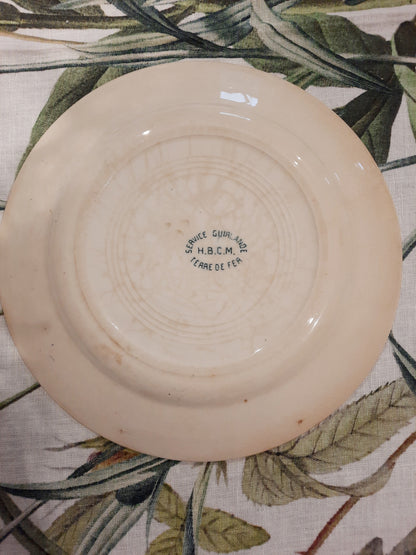 SERVICE GUIRLANDE
H.B.C.M.
TERRE DE FER